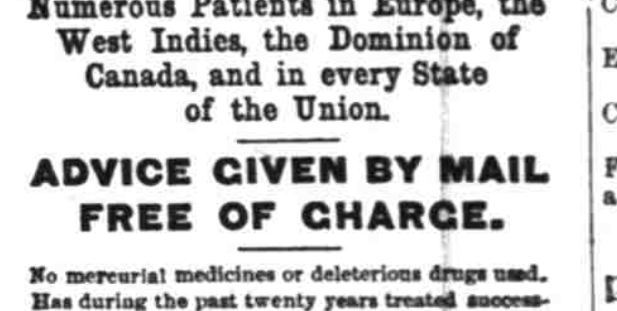 Numerous Patients in Europe, the
West Indies, the Dominion of
Canada, and in every State
of the Union.
ADVICE GIVEN BY MAIL
FREE OF CHARGE.
No mercurial medicines or deleterious drugs used.
Has during the past twenty years treated success-